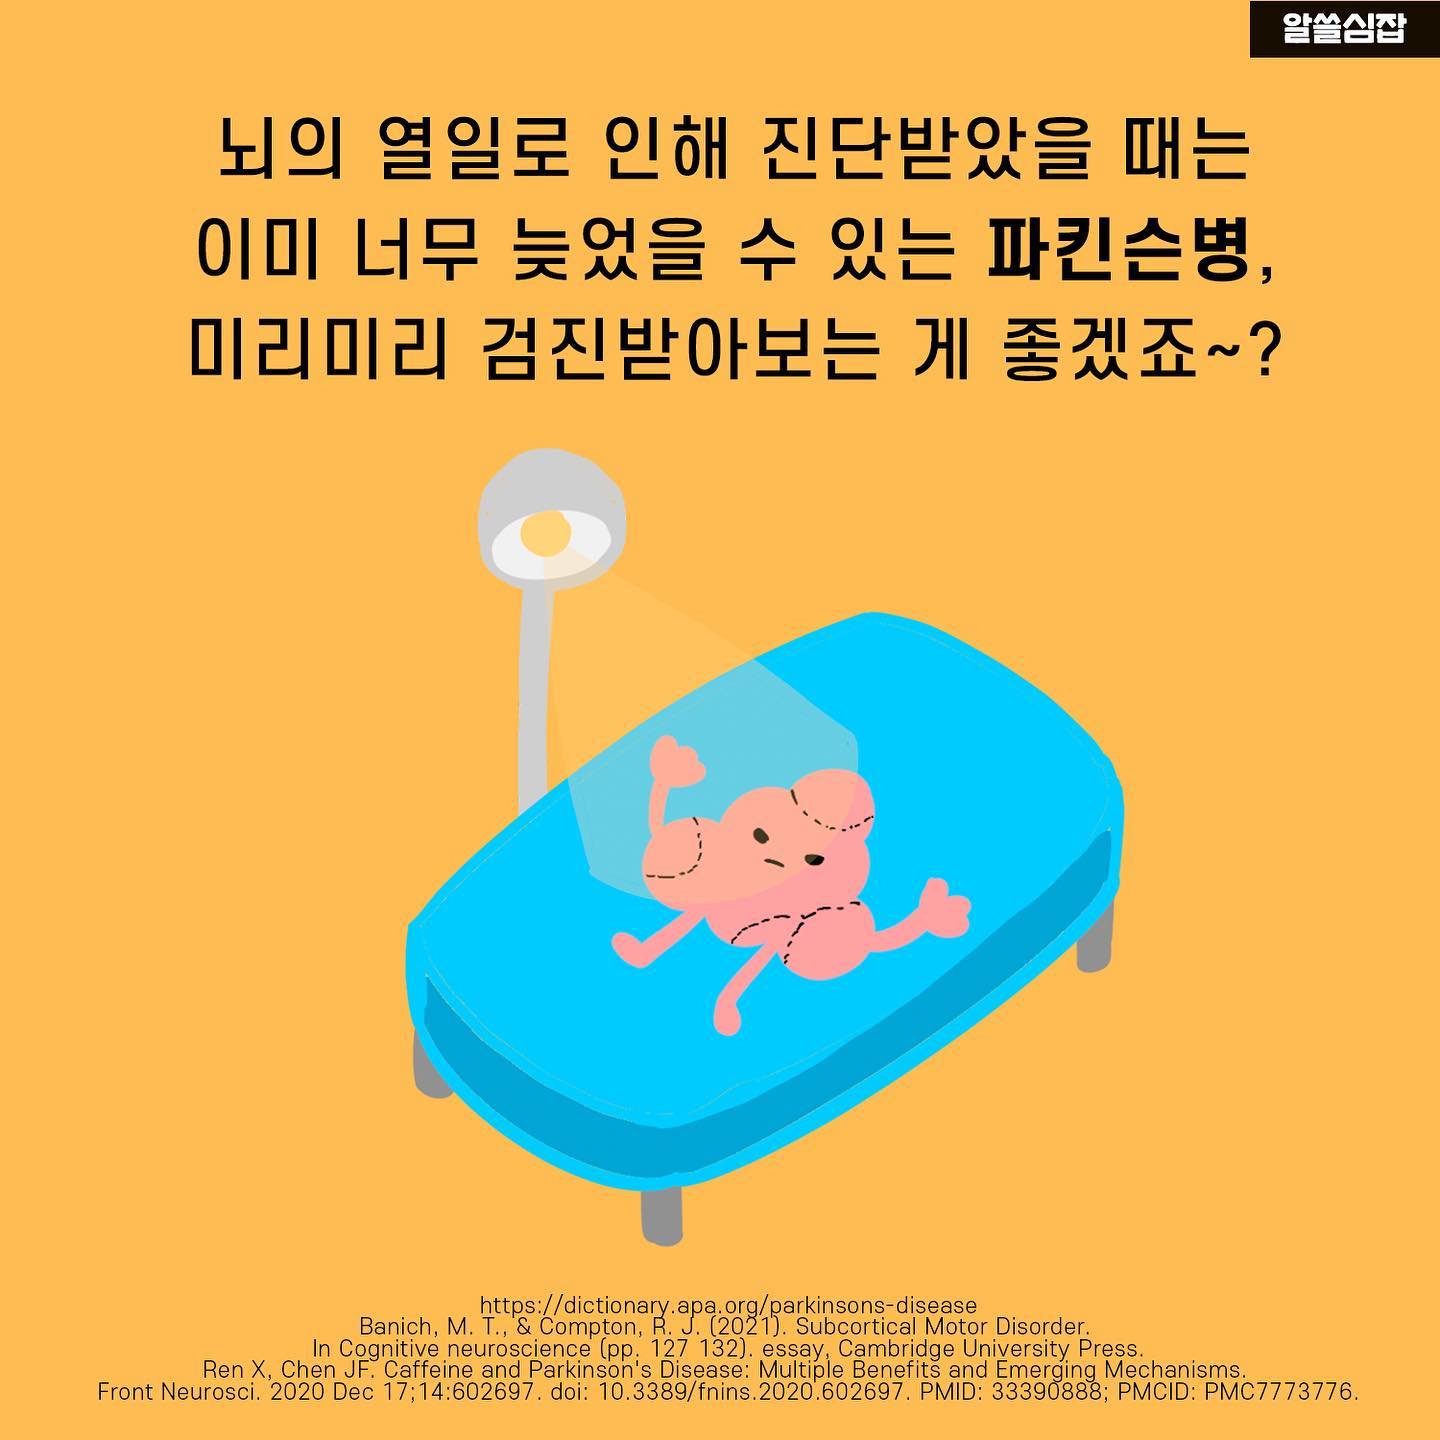 알쓸심잡
뇌의 열일로 인해 진단받았을 때는
이미 너무 늦었을 수 있는 파킨슨병,
미리미리 검진받아보는 게 좋겠죠~?
https://dictionary.apa.org/parkinsons-disease
Banich, M. T., & Compton, R. J. (2021). Subcortical Motor Disorder.
In Cognitive neuroscience (pp. 127 132). essay, Cambridge University Press.
Ren X, Chen JF. Caffeine and Parkinson's Disease: Multiple Benefits and Emerging Mechanisms.
Front Neurosci. 2020 Dec 17;14:602697. doi: 10.3389/fnins.2020.602697. PMID: 33390888; PMCID: PMC7773776.